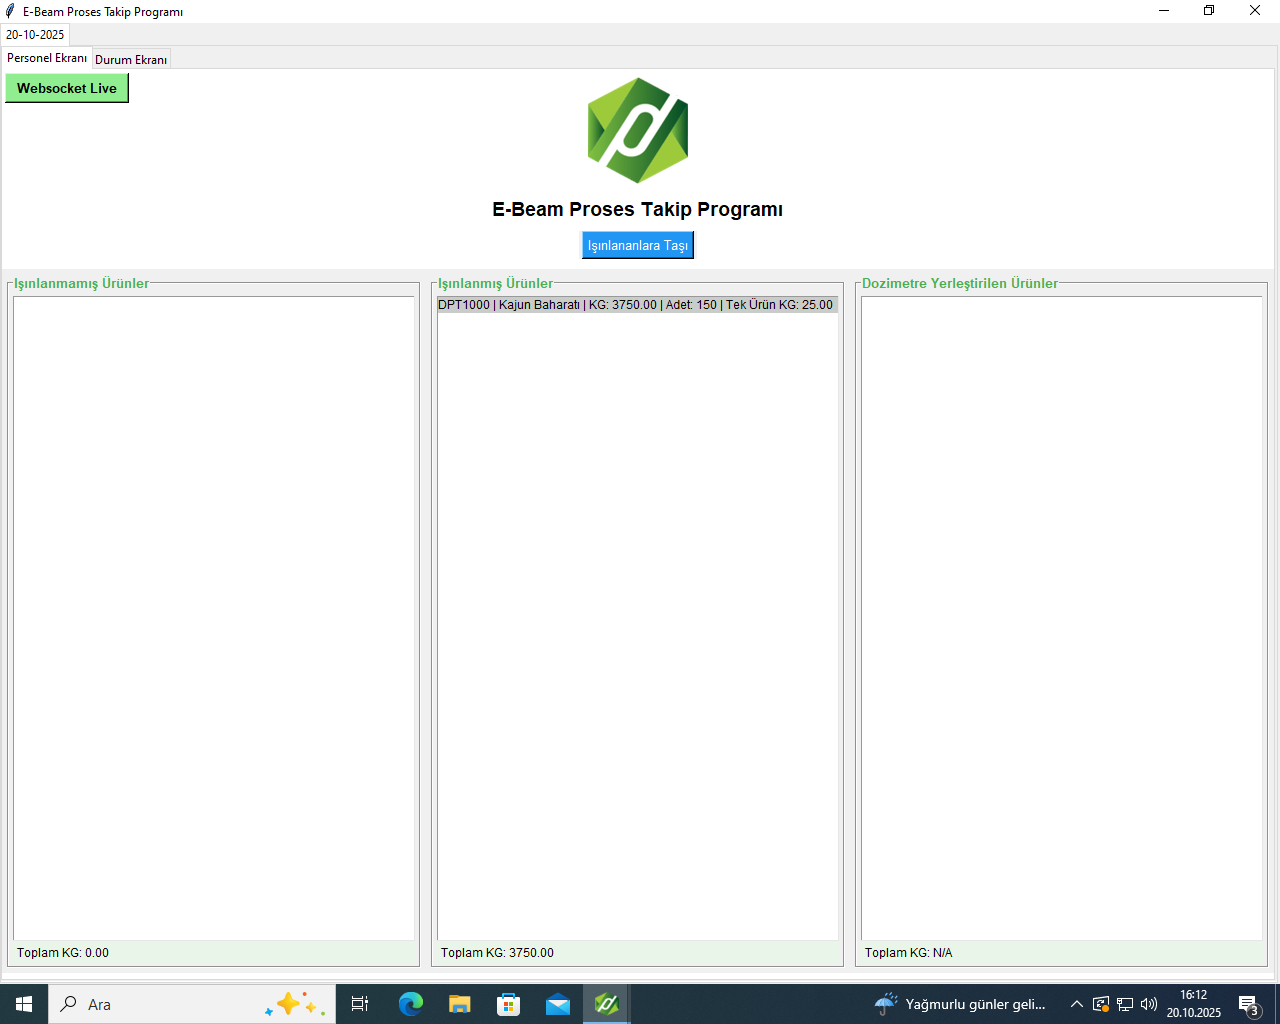 E-Beam Proses Takip Programı
20-10-2025
Personel Ekranı
Durum Ekranı
Websocket Live
E-Beam Proses Takip Programı
Işınlananlara Taşı
Işınlanmamış Ürünler
Toplam KG: 0.00
Işınlanmış Ürünler
DPT1000 | Kajun Baharatı | KG: 3750.00 | Adet: 150 | Tek Ürün KG: 25.00
Toplam KG: 3750.00
Dozimetre Yerleştirilen Ürünler
Toplam KG: N/A
Ara
Yağmurlu günler geli...
16:12
20.10.2025
3